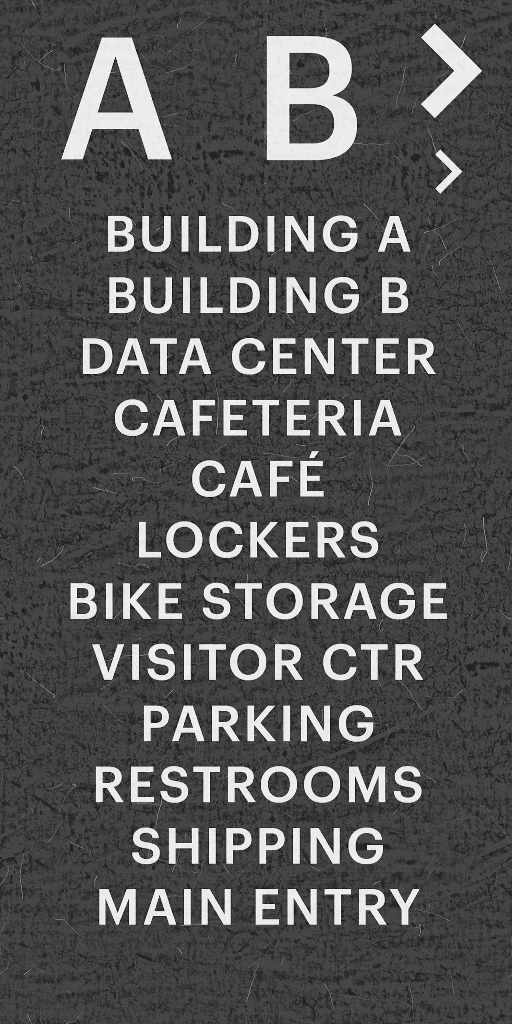 A B
BUILDING A
BUILDING B
DATA CENTER
CAFETERIA
CAFÉ
LOCKERS
BIKE STORAGE
VISITOR CTR
PARKING
RESTROOMS
SHIPPING
MAIN ENTRY